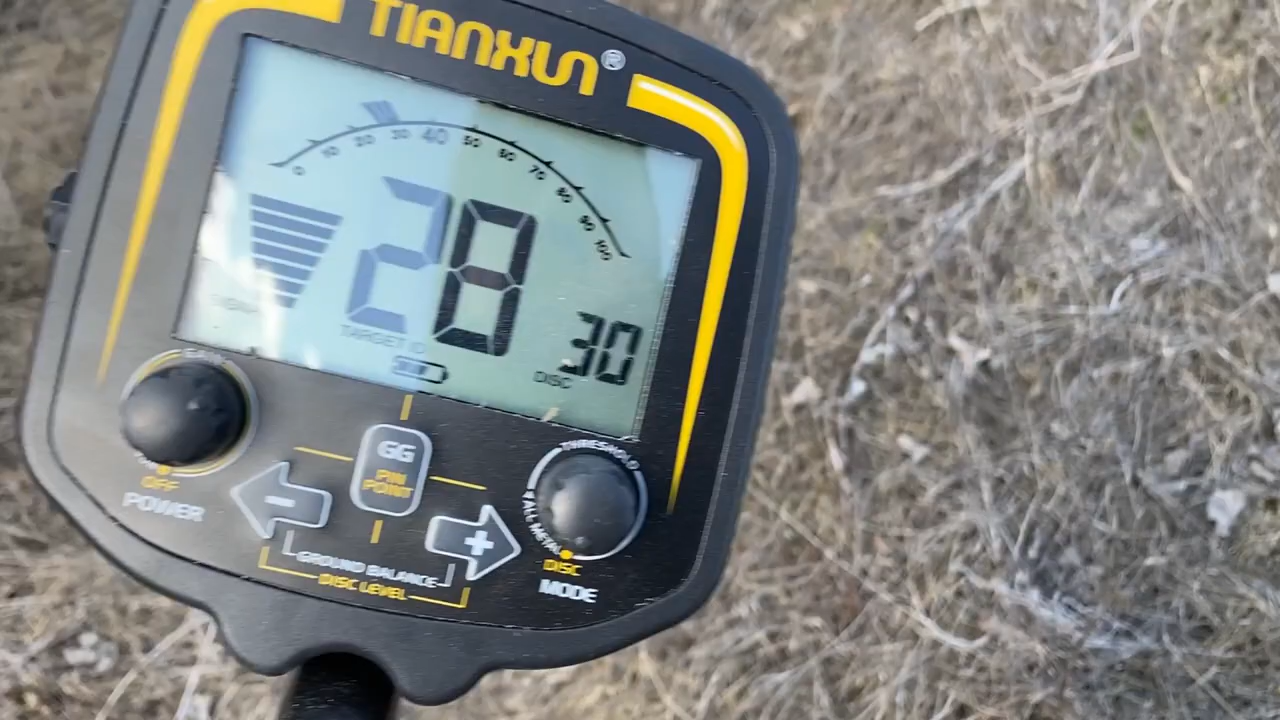 TIANXUN®
0 10 20 30 40 50 60 70 80 90 100
28
TARGET ID
30
DISC
GAIN
OFF
POWER
GG
PIN
POINT
-
+
GROUND BALANCE
DISC LEVEL
THRESHOLD
ALL METAL
DISC
MODE